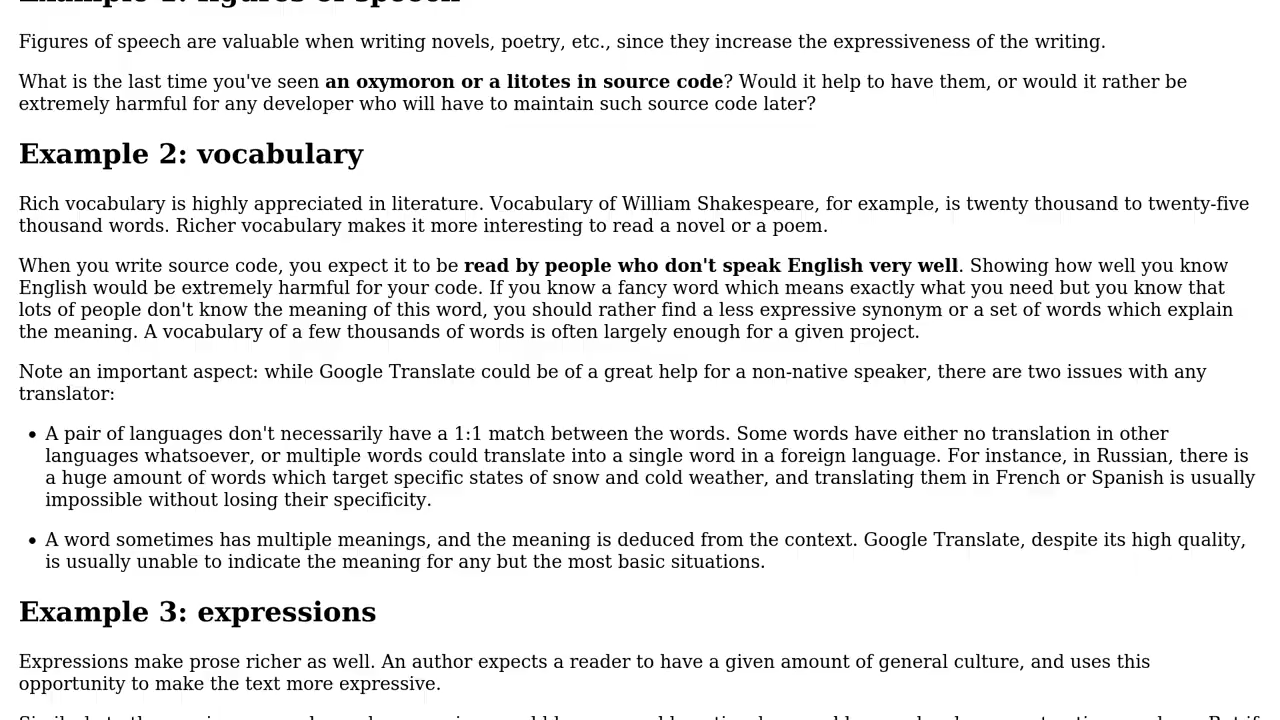 Example 1: figures of speech
Figures of speech are valuable when writing novels, poetry, etc., since they increase the expressiveness of the writing.
What is the last time you've seen an oxymoron or a litotes in source code? Would it help to have them, or would it rather be
extremely harmful for any developer who will have to maintain such source code later?
Example 2: vocabulary
Rich vocabulary is highly appreciated in literature. Vocabulary of William Shakespeare, for example, is twenty thousand to twenty-five
thousand words. Richer vocabulary makes it more interesting to read a novel or a poem.
When you write source code, you expect it to be read by people who don't speak English very well. Showing how well you know
English would be extremely harmful for your code. If you know a fancy word which means exactly what you need but you know that
lots of people don't know the meaning of this word, you should rather find a less expressive synonym or a set of words which explain
the meaning. A vocabulary of a few thousands of words is often largely enough for a given project.
Note an important aspect: while Google Translate could be of a great help for a non-native speaker, there are two issues with any
translator:
• A pair of languages don't necessarily have a 1:1 match between the words. Some words have either no translation in other
languages whatsoever, or multiple words could translate into a single word in a foreign language. For instance, in Russian, there is
a huge amount of words which target specific states of snow and cold weather, and translating them in French or Spanish is usually
impossible without losing their specificity.
• A word sometimes has multiple meanings, and the meaning is deduced from the context. Google Translate, despite its high quality,
is usually unable to indicate the meaning for any but the most basic situations.
Example 3: expressions
Expressions make prose richer as well. An author expects a reader to have a given amount of general culture, and uses this
opportunity to make the text more expressive.